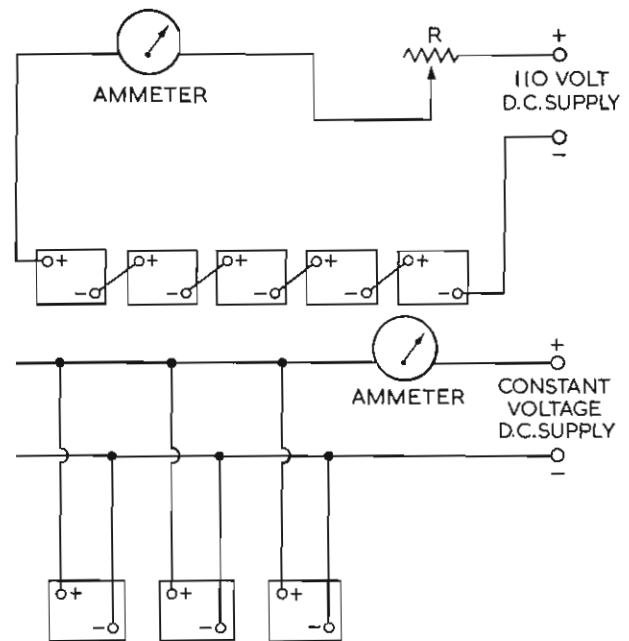 R
+
AMMETER
110 VOLT
D.C. SUPPLY
−
+ + + + +
− − − − −
+
AMMETER
CONSTANT
VOLTAGE
D.C. SUPPLY
−
+ + +
− − −